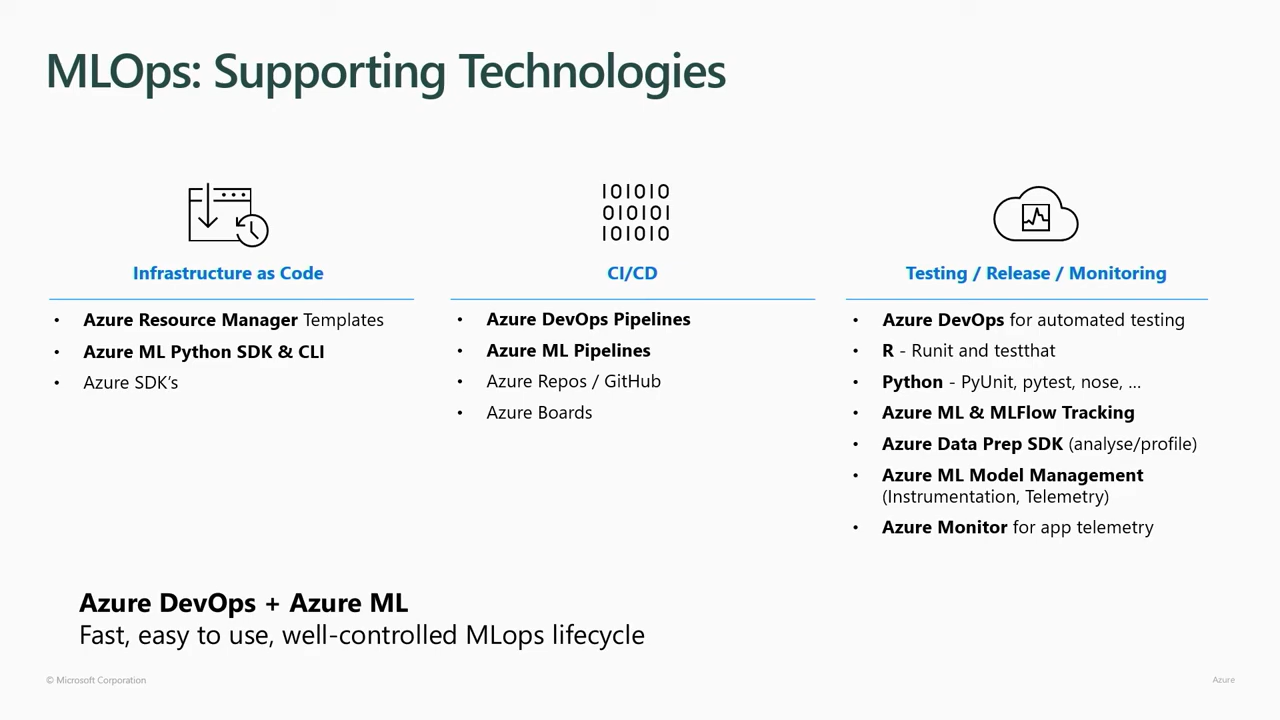 MLOps: Supporting Technologies
101010
010101
101010
Infrastructure as Code
• Azure Resource Manager Templates
• Azure ML Python SDK & CLI
• Azure SDK's
CI/CD
• Azure DevOps Pipelines
• Azure ML Pipelines
• Azure Repos / GitHub
• Azure Boards
Testing / Release / Monitoring
• Azure DevOps for automated testing
• R - Runit and testthat
• Python - PyUnit, pytest, nose, …
• Azure ML & MLFlow Tracking
• Azure Data Prep SDK (analyse/profile)
• Azure ML Model Management
(Instrumentation, Telemetry)
• Azure Monitor for app telemetry
Azure DevOps + Azure ML
Fast, easy to use, well-controlled MLops lifecycle
© Microsoft Corporation
Azure